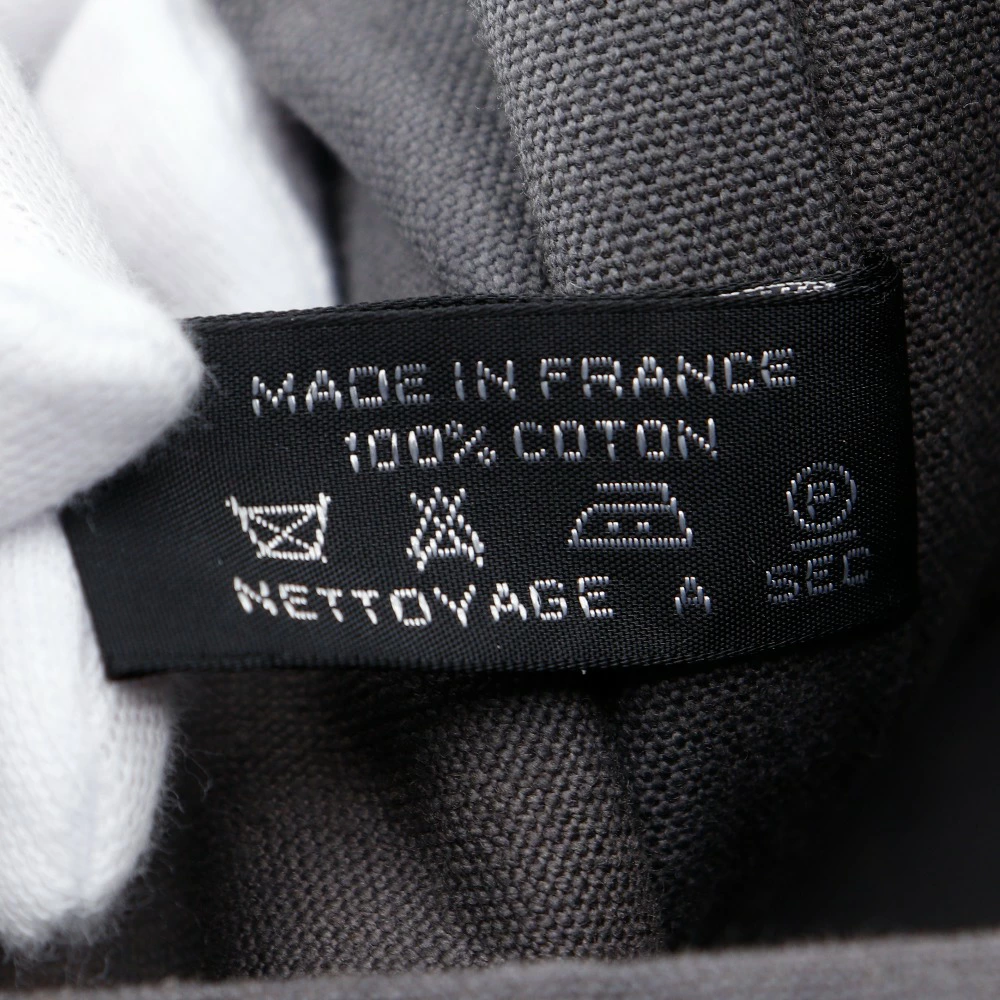 MADE IN FRANCE
100% COTON
P
NETTOYAGE A SEC